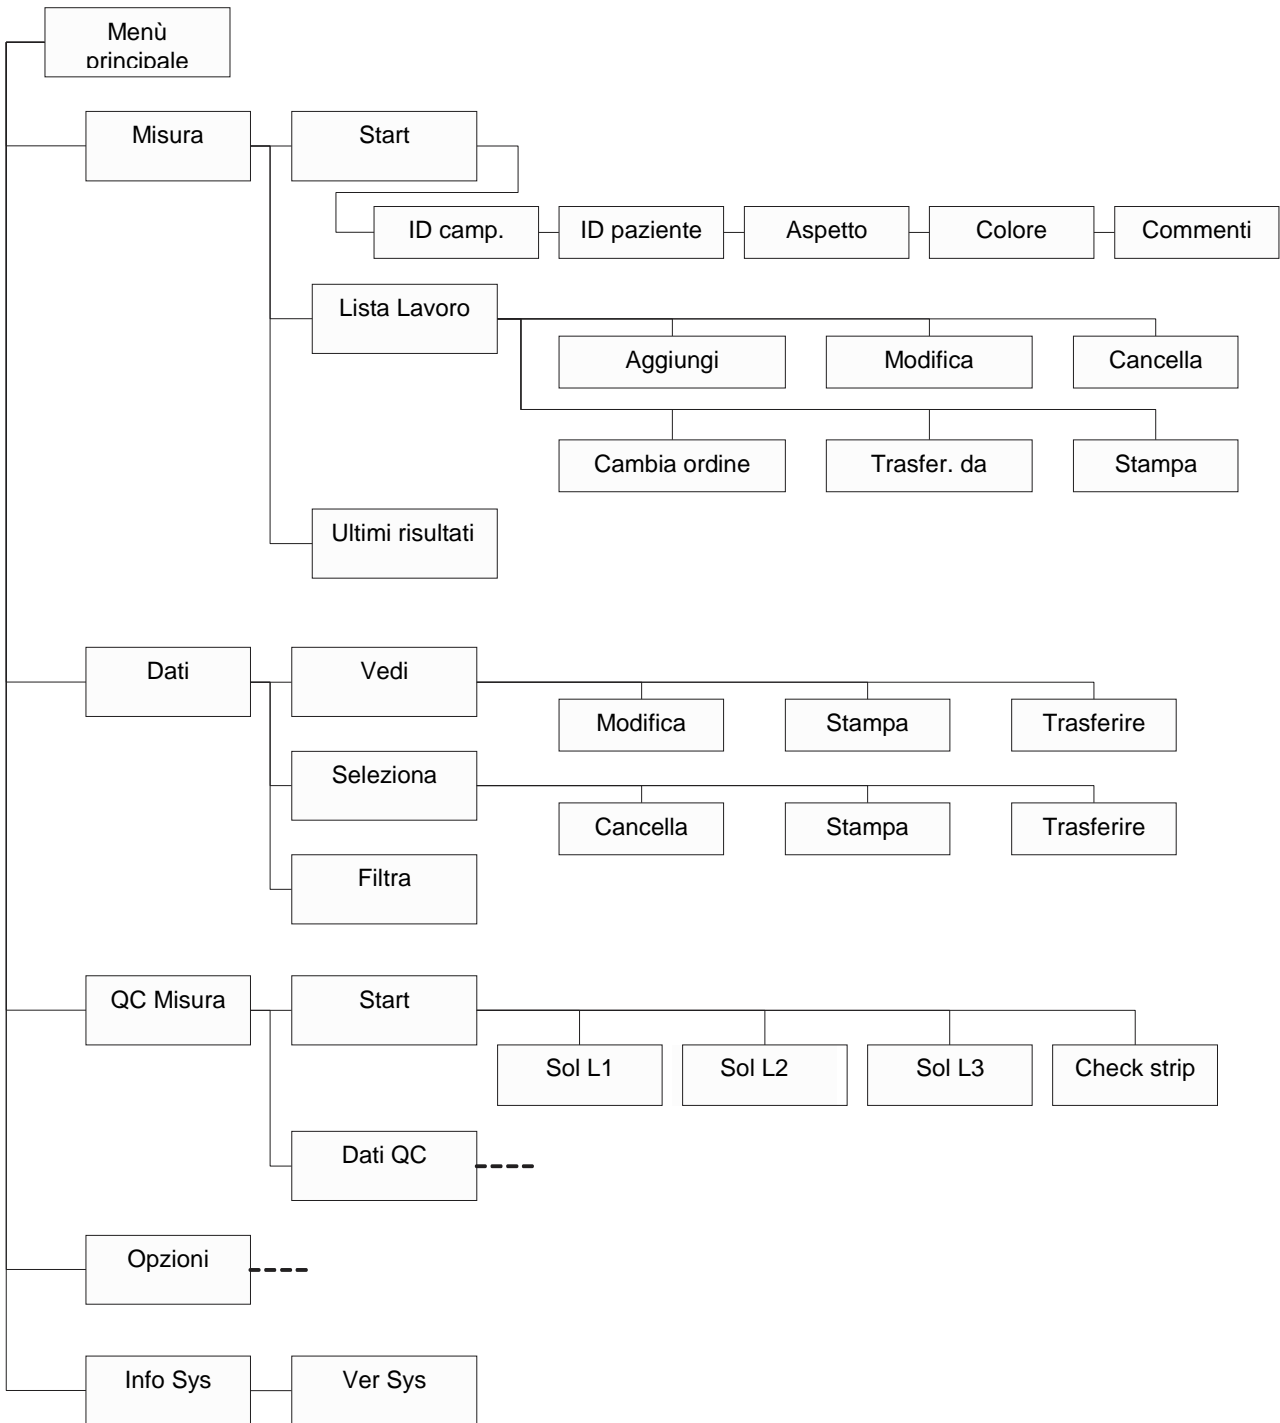 Menù
principale
Misura
Start
ID camp.
ID paziente
Aspetto
Colore
Commenti
Lista Lavoro
Aggiungi
Modifica
Cancella
Cambia ordine
Trasfer. da
Stampa
Ultimi risultati
Dati
Vedi
Modifica
Stampa
Trasferire
Seleziona
Cancella
Stampa
Trasferire
Filtra
QC Misura
Start
Sol L1
Sol L2
Sol L3
Check strip
Dati QC
Opzioni
Info Sys
Ver Sys